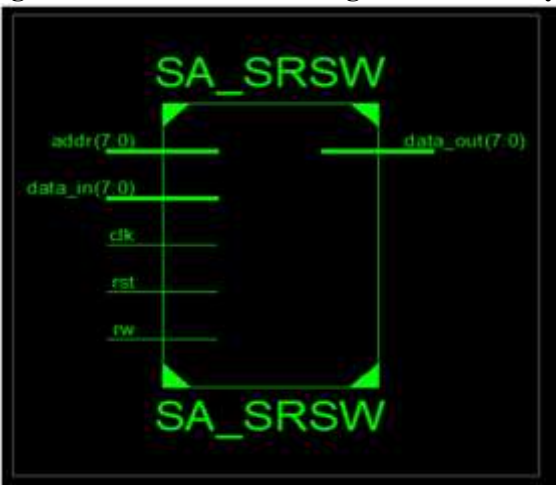 SA_SRSW
addr(7:0)
data_out(7:0)
data_in(7:0)
clk
rst
rw
SA_SRSW